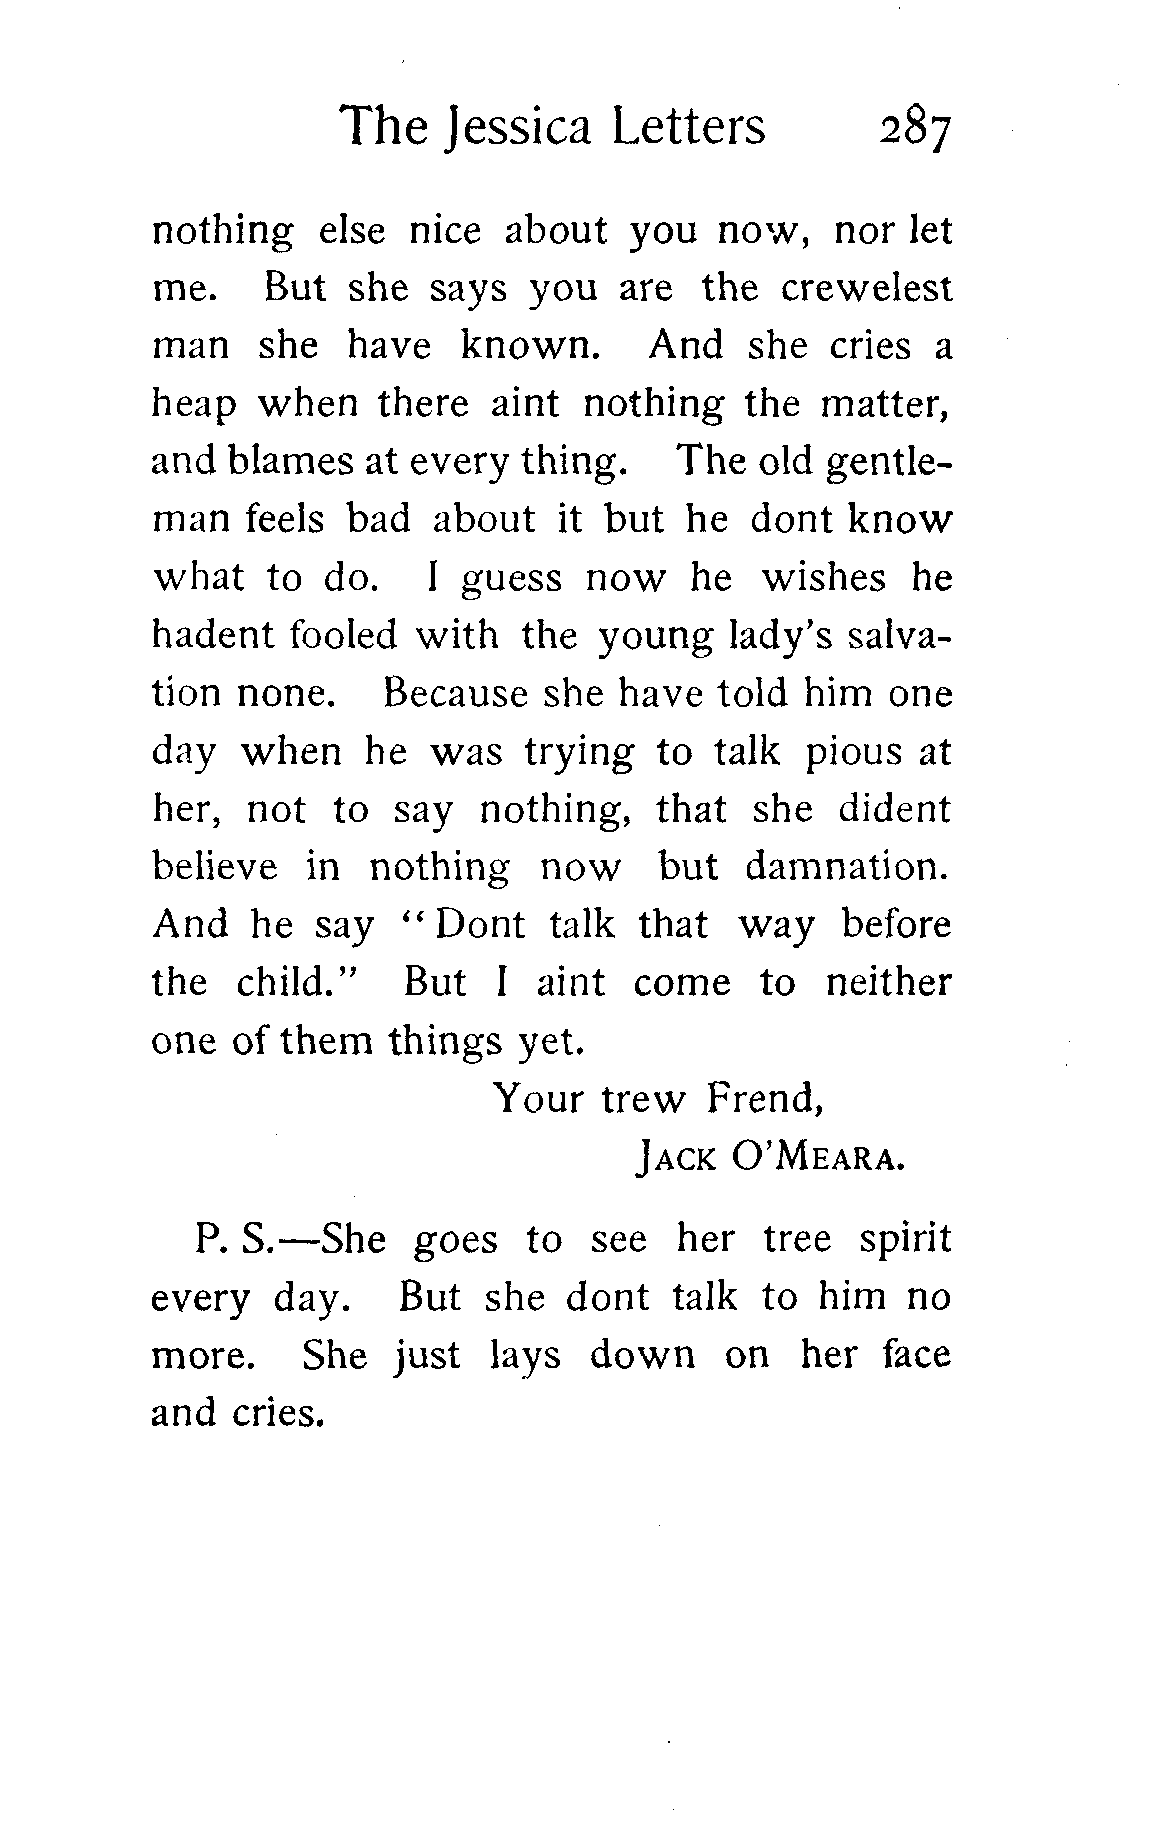 The Jessica Letters 287
nothing else nice about you now, nor let
me. But she says you are the crewelest
man she have known. And she cries a
heap when there aint nothing the matter,
and blames at every thing. The old gentle-
man feels bad about it but he dont know
what to do. I guess now he wishes he
hadent fooled with the young lady's salva-
tion none. Because she have told him one
day when he was trying to talk pious at
her, not to say nothing, that she dident
believe in nothing now but damnation.
And he say "Dont talk that way before
the child." But I aint come to neither
one of them things yet.
Your trew Frend,
JACK O'MEARA.
P. S.—She goes to see her tree spirit
every day. But she dont talk to him no
more. She just lays down on her face
and cries.